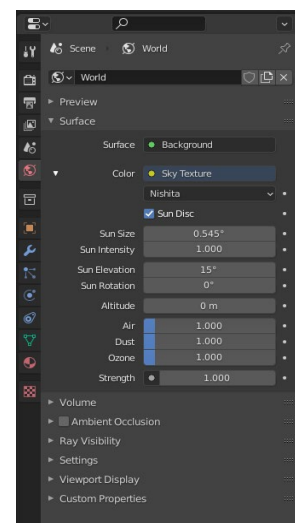 Scene World
World
Preview
Surface
Surface Background
Color Sky Texture
Nishita
Sun Disc
Sun Size 0.545°
Sun Intensity 1.000
Sun Elevation 15°
Sun Rotation 0°
Altitude 0 m
Air 1.000
Dust 1.000
Ozone 1.000
Strength 1.000
Volume
Ambient Occlusion
Ray Visibility
Settings
Viewport Display
Custom Properties